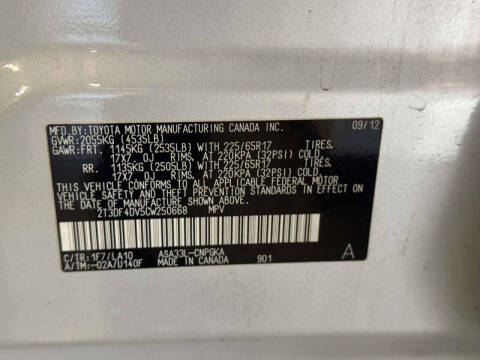 MFD.BY:TOYOTA MOTOR MANUFACTURING CANADA INC. 09/12
GVWR:2055KG (4535LB)
GAWR:FRT. 1145KG (2535LB) WITH 225/65R17 TIRES.
17X7 OJ RIMS, AT 220KPA (32PSI) COLD
RR. 1135KG (2505LB) WITH 225/65R17 TIRES.
17X7 OJ RIMS, AT 220KPA (32PSI) COLD.
THIS VEHICLE CONFORMS TO ALL APPLICABLE FEDERAL MOTOR
VEHICLE SAFETY AND THEFT PREVENTION STANDARDS IN EFFECT
ON THE DATE OF MANUFACTURE SHOWN ABOVE.
2T3DF4DV5CW250668 MPV
C/TR:1F7/LA10 ASA33L-CNPGKA A
A/TM:-02A/U140F MADE IN CANADA 901